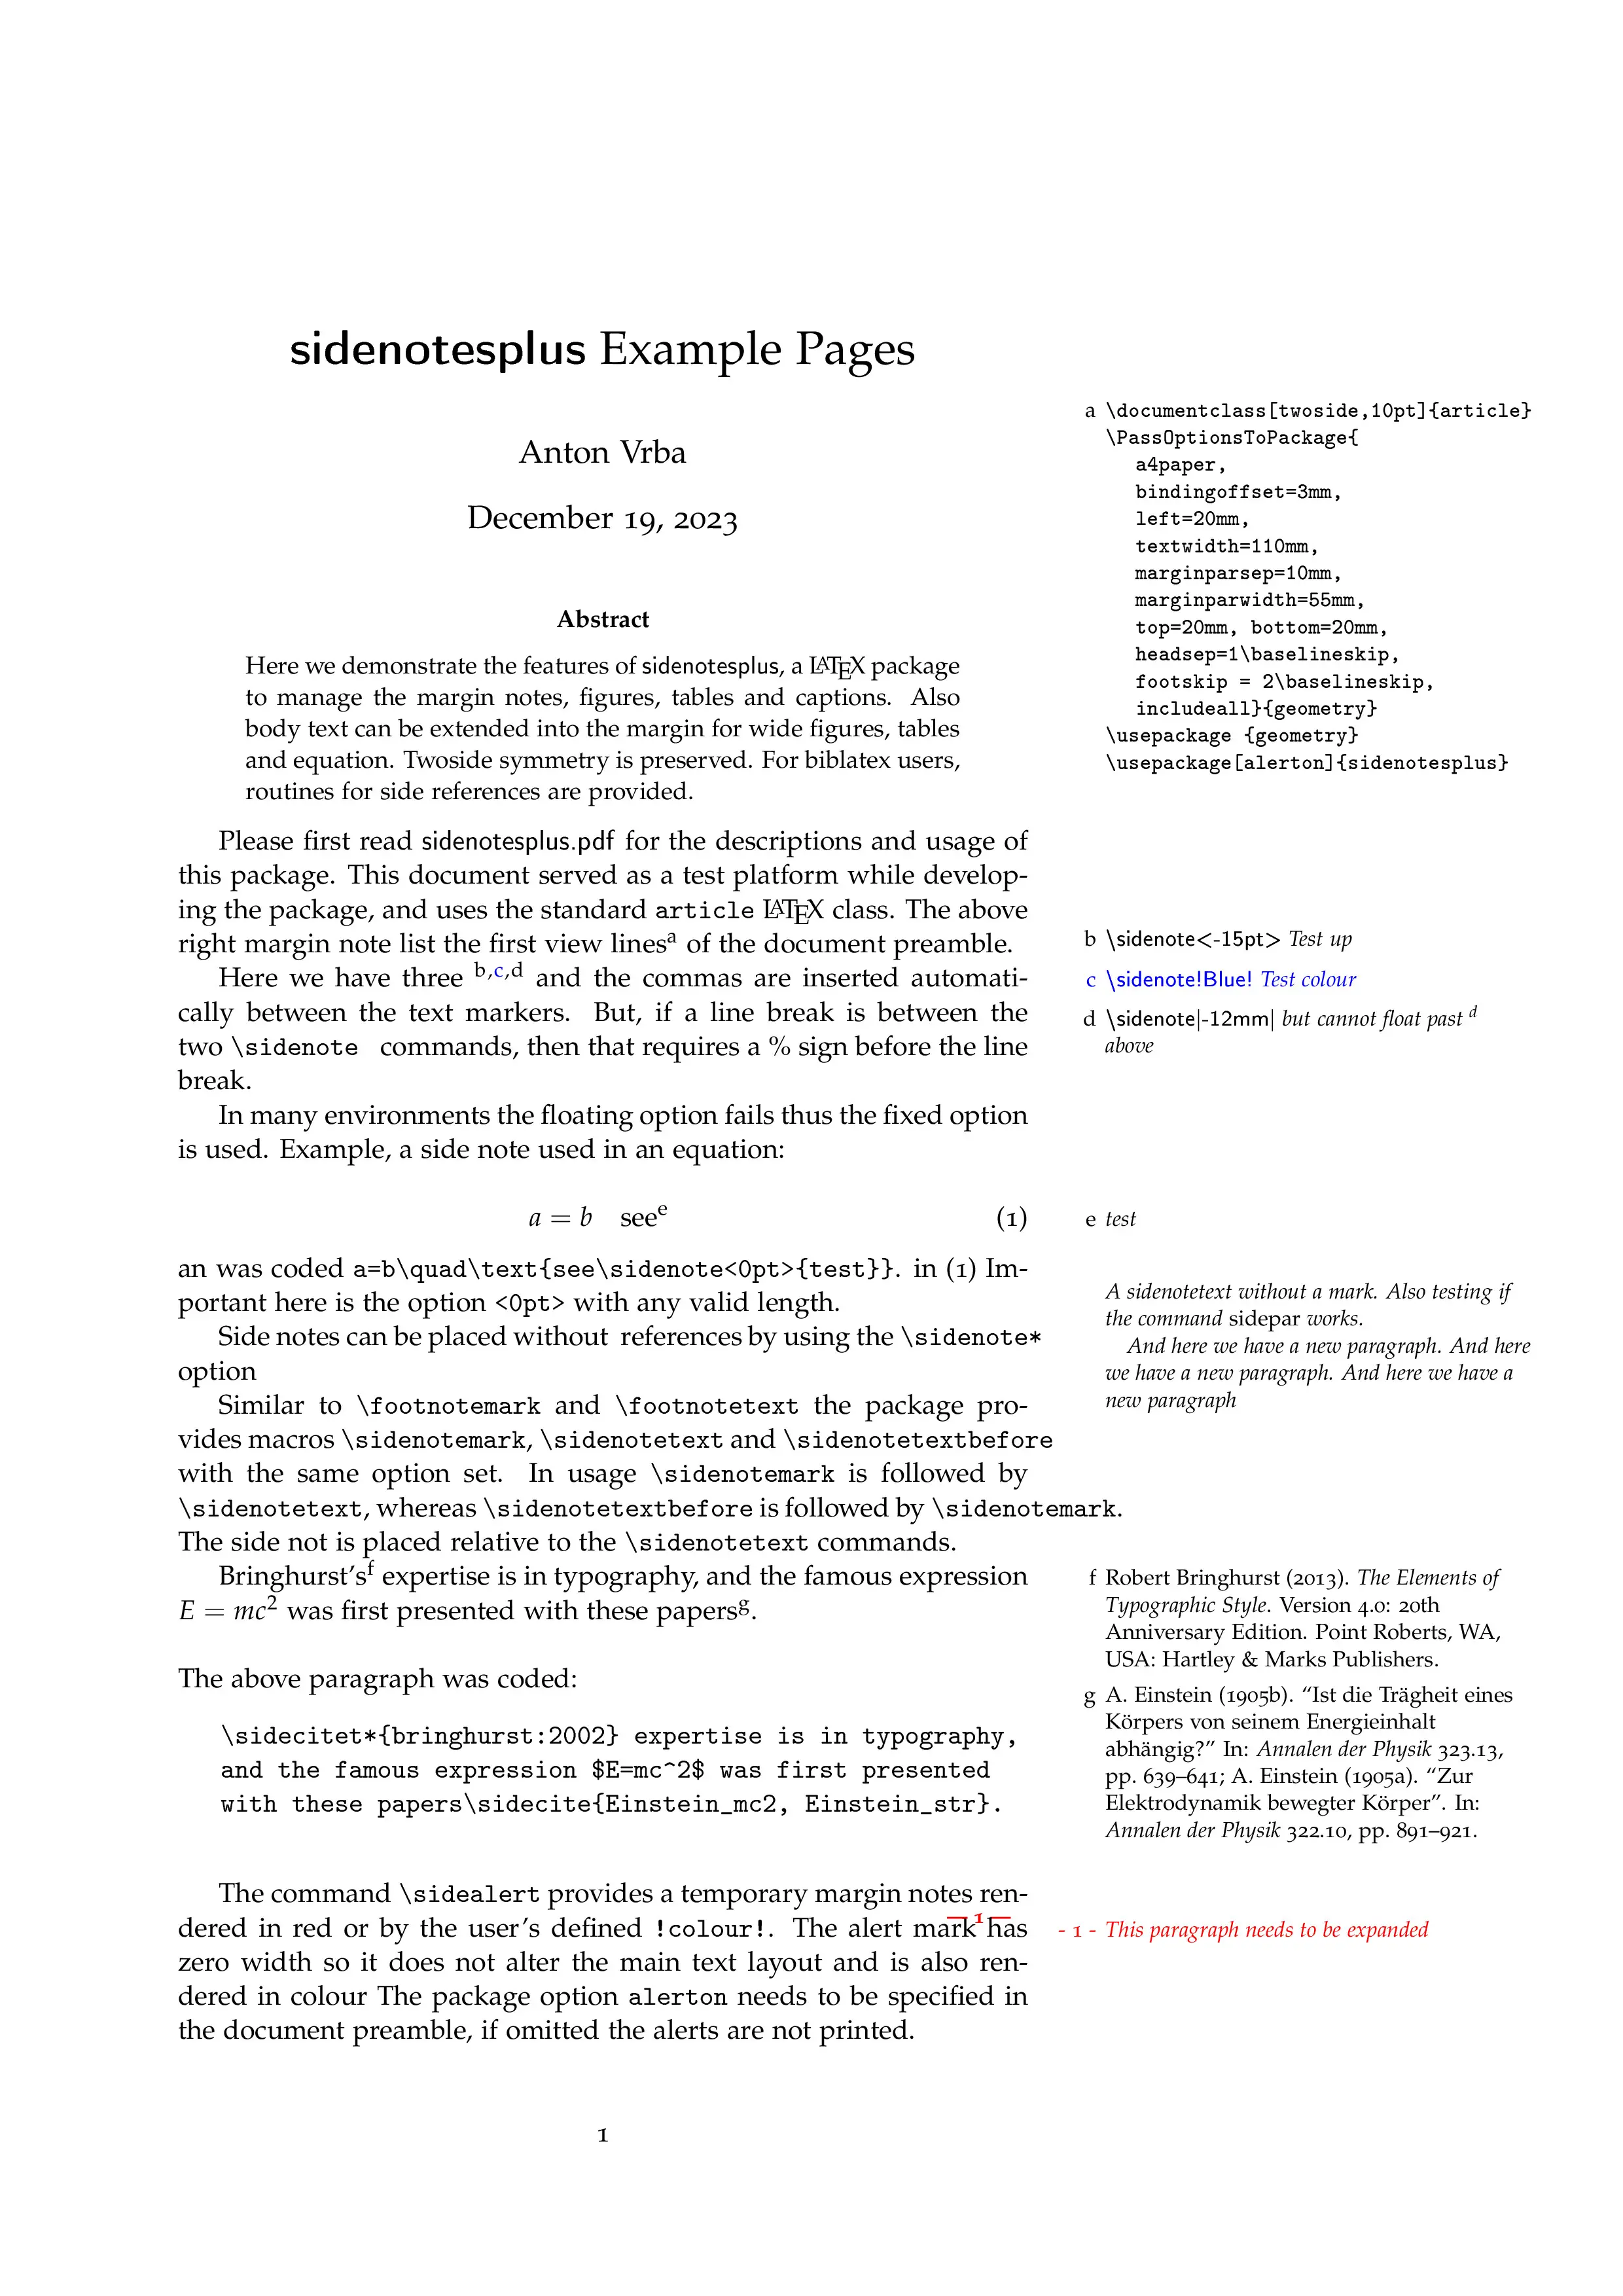 sidenotesplus Example Pages
Anton Vrba
December 19, 2023
Abstract
Here we demonstrate the features of sidenotesplus, a LATEX package
to manage the margin notes, figures, tables and captions. Also
body text can be extended into the margin for wide figures, tables
and equation. Twoside symmetry is preserved. For biblatex users,
routines for side references are provided.
Please first read sidenotesplus.pdf for the descriptions and usage of
this package. This document served as a test platform while develop-
ing the package, and uses the standard article LATEX class. The above
right margin note list the first view lines^a of the document preamble.
Here we have three ^b,c,d and the commas are inserted automati-
cally between the text markers. But, if a line break is between the
two \sidenote commands, then that requires a % sign before the line
break.
In many environments the floating option fails thus the fixed option
is used. Example, a side note used in an equation:
a = b see^e (1)
an was coded a=b\quad\text{see\sidenote<0pt>{test}}. in (1) Im-
portant here is the option <0pt> with any valid length.
Side notes can be placed without references by using the \sidenote*
option
Similar to \footnotemark and \footnotetext the package pro-
vides macros \sidenotemark, \sidenotetext and \sidenotetextbefore
with the same option set. In usage \sidenotemark is followed by
\sidenotetext, whereas \sidenotetextbefore is followed by \sidenotemark.
The side not is placed relative to the \sidenotetext commands.
Bringhurst's^f expertise is in typography, and the famous expression
E = mc^2 was first presented with these papers^g.
The above paragraph was coded:
\sidecitet*{bringhurst:2002} expertise is in typography,
and the famous expression $E=mc^2$ was first presented
with these papers\sidecite{Einstein_mc2, Einstein_str}.
The command \sidealert provides a temporary margin notes ren-
dered in red or by the user's defined !colour!. The alert mark — 1 — has
zero width so it does not alter the main text layout and is also ren-
dered in colour The package option alerton needs to be specified in
the document preamble, if omitted the alerts are not printed.
a \documentclass[twoside,10pt]{article}
\PassOptionsToPackage{
a4paper,
bindingoffset=3mm,
left=20mm,
textwidth=110mm,
marginparsep=10mm,
marginparwidth=55mm,
top=20mm, bottom=20mm,
headsep=1\baselineskip,
footskip = 2\baselineskip,
includeall}{geometry}
\usepackage {geometry}
\usepackage[alerton]{sidenotesplus}
b \sidenote<-15pt> Test up
c \sidenote!Blue! Test colour
d \sidenote|-12mm| but cannot float past ^d
above
e test
A sidenotetext without a mark. Also testing if
the command sidepar works.
And here we have a new paragraph. And here
we have a new paragraph. And here we have a
new paragraph
f Robert Bringhurst (2013). The Elements of
Typographic Style. Version 4.0: 20th
Anniversary Edition. Point Roberts, WA,
USA: Hartley & Marks Publishers.
g A. Einstein (1905b). “Ist die Trägheit eines
Körpers von seinem Energieinhalt
abhängig?” In: Annalen der Physik 323.13,
pp. 639–641; A. Einstein (1905a). “Zur
Elektrodynamik bewegter Körper”. In:
Annalen der Physik 322.10, pp. 891–921.
- 1 - This paragraph needs to be expanded
1